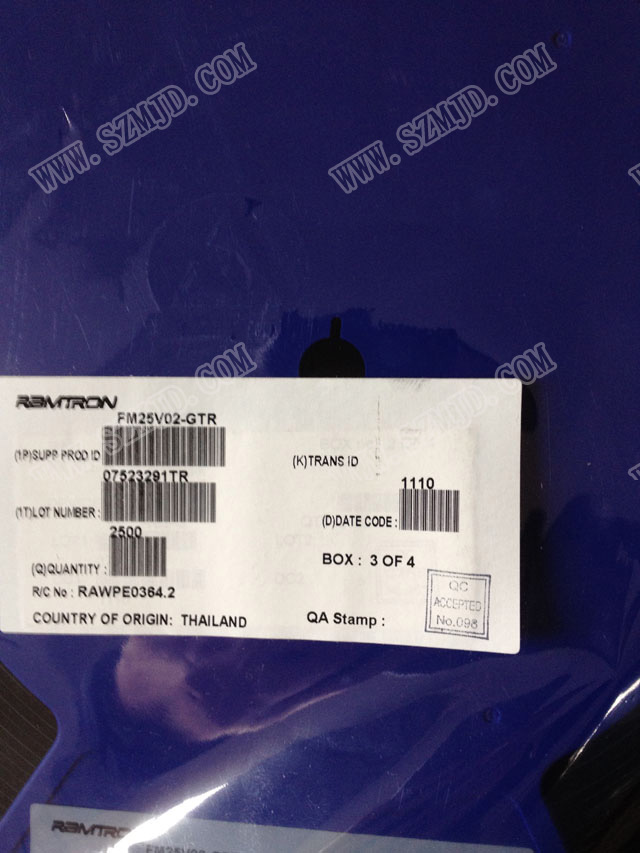 WWW.SZMJD.COM
WWW.SZMJD.COM
RAMTRON
FM25V02-GTR
(1P)SUPP PROD ID
(K)TRANS ID
07523291TR
1110
(1T)LOT NUMBER :
(D)DATE CODE :
2500
(Q)QUANTITY :
BOX : 3 OF 4
R/C No : RAWPE0364.2
QC
ACCEPTED
No.098
COUNTRY OF ORIGIN: THAILAND
QA Stamp :
WWW.SZMJD.COM
WWW.SZMJD.COM
RAMTRON